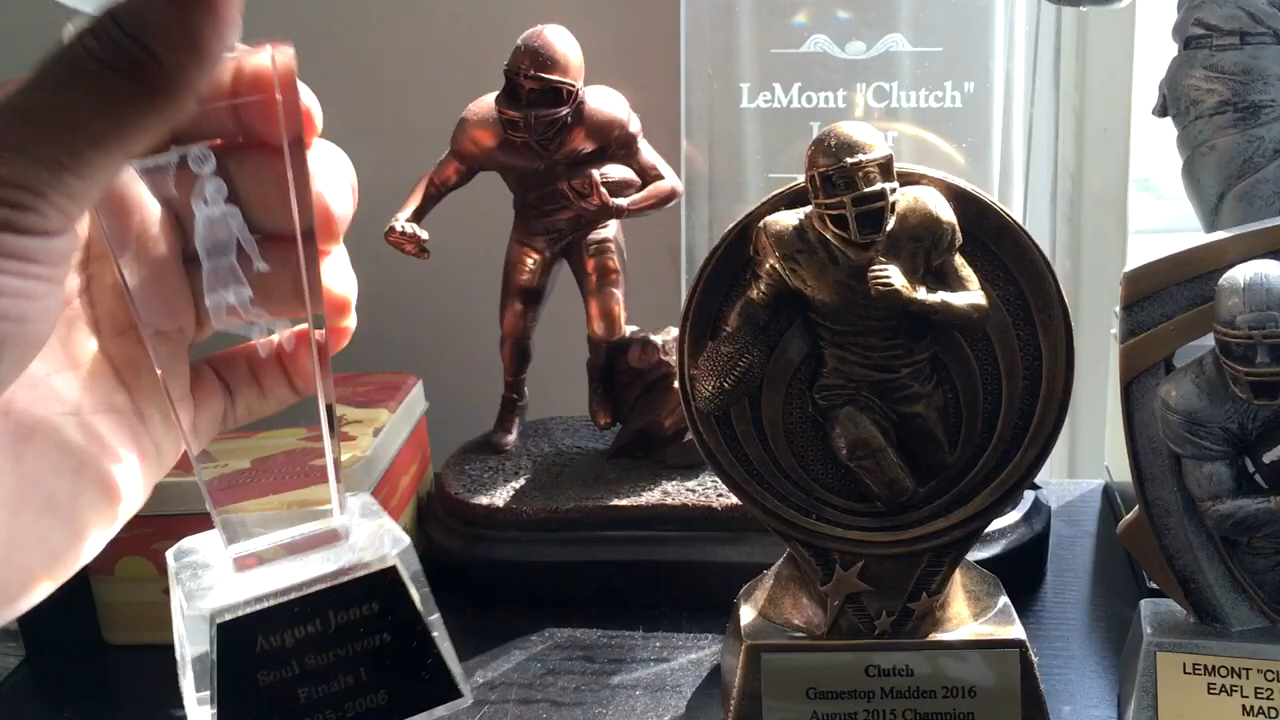 LeMont "Clutch"
August Jones
Soul Survivors
Finals I
-2006
Clutch
Gamestop Madden 2016
August 2015 Champion
LEMONT "CL
EAFL E2
MAD